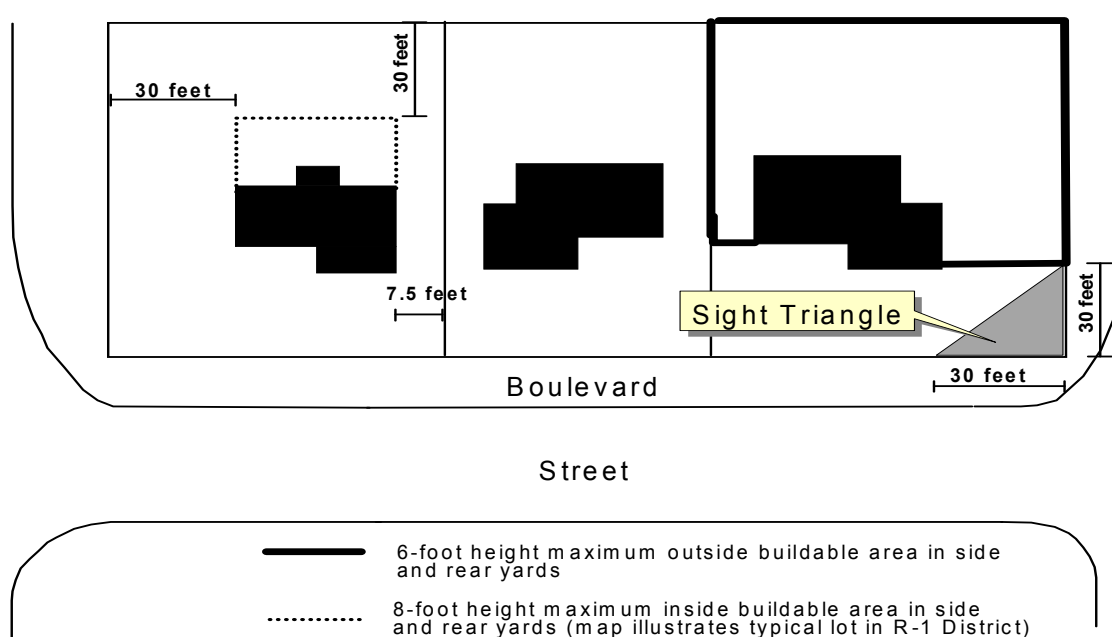 30 feet
30 feet
7.5 feet
Sight Triangle
30 feet
30 feet
Boulevard
Street
6-foot height maximum outside buildable area in side
and rear yards
8-foot height maximum inside buildable area in side
and rear yards (map illustrates typical lot in R-1 District)